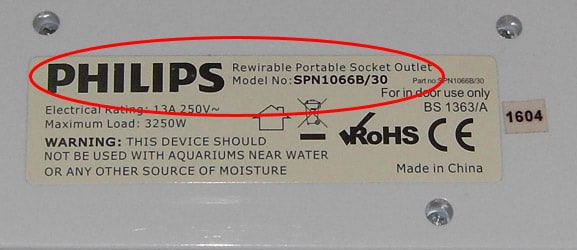 PHILIPS Rewirable Portable Socket Outlet
Model No: SPN1066B/30 Part no: SPN1066B/30
For in door use only
Electrical Rating: 13A 250V~ BS 1363/A
Maximum Load: 3250W
RoHS CE
1604
WARNING: THIS DEVICE SHOULD
NOT BE USED WITH AQUARIUMS NEAR WATER
OR ANY OTHER SOURCE OF MOISTURE Made in China